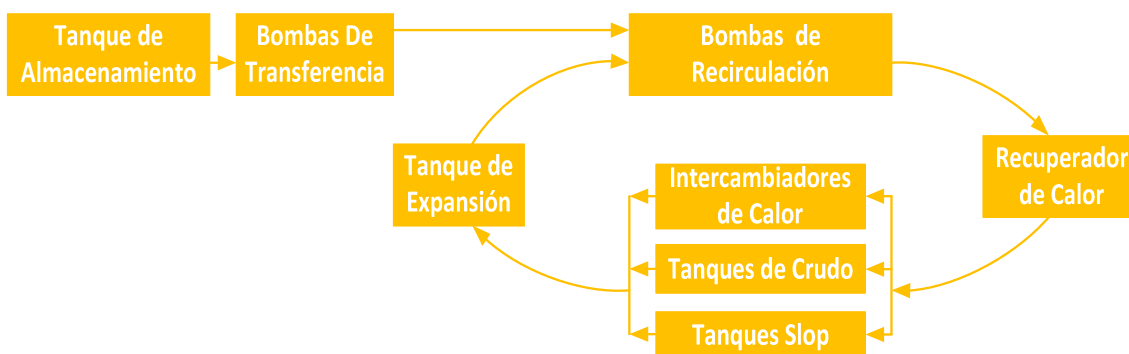 Tanque de
Almacenamiento
Bombas De
Transferencia
Bombas de
Recirculación
Recuperador
de Calor
Tanque de
Expansión
Intercambiadores
de Calor
Tanques de Crudo
Tanques Slop